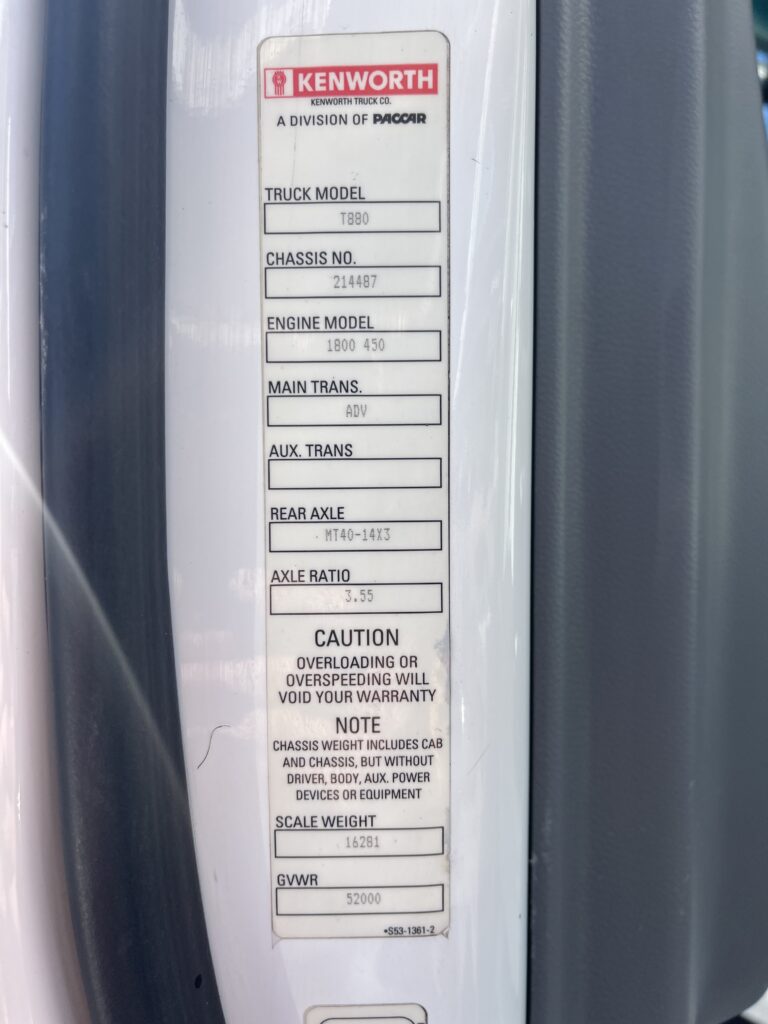 KENWORTH
KENWORTH TRUCK CO.
A DIVISION OF PACCAR
TRUCK MODEL
T880
CHASSIS NO.
214487
ENGINE MODEL
1800 450
MAIN TRANS.
ADV
AUX. TRANS
REAR AXLE
MT40-14X3
AXLE RATIO
3.55
CAUTION
OVERLOADING OR
OVERSPEEDING WILL
VOID YOUR WARRANTY
NOTE
CHASSIS WEIGHT INCLUDES CAB
AND CHASSIS, BUT WITHOUT
DRIVER, BODY, AUX. POWER
DEVICES OR EQUIPMENT
SCALE WEIGHT
16281
GVWR
52000
•S53-1361-2